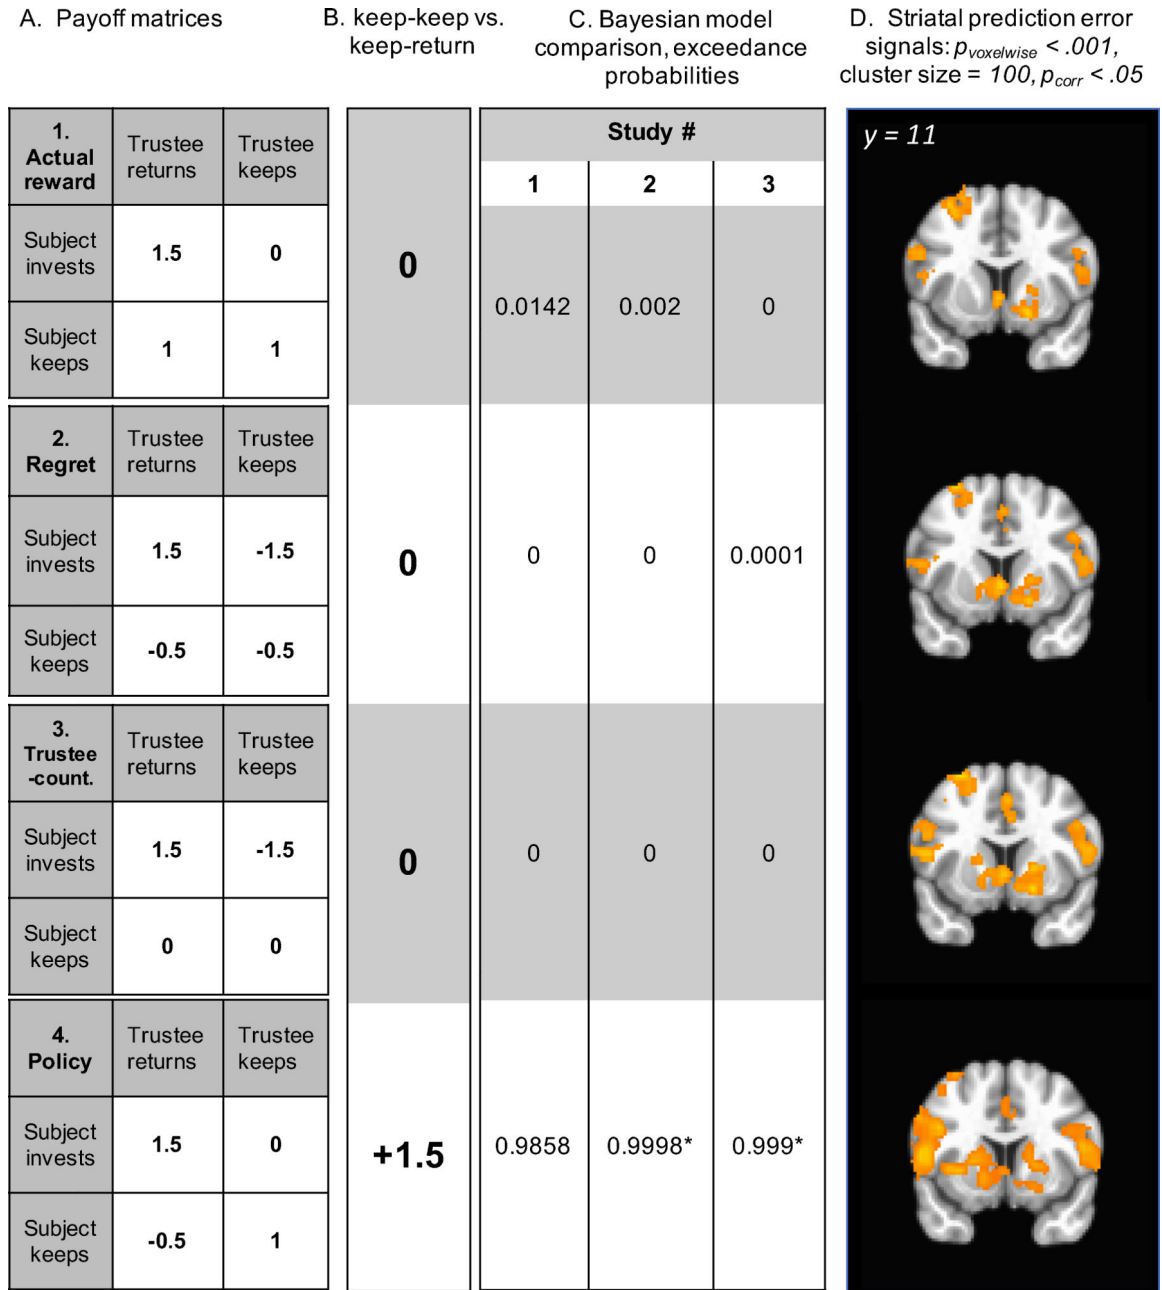 A. Payoff matrices
B. keep-keep vs.
keep-return
C. Bayesian model
comparison, exceedance
probabilities
D. Striatal prediction error
signals: pvoxelwise < .001,
cluster size = 100, pcorr < .05
1.
Actual
reward
Trustee
returns
Trustee
keeps
Subject
invests
1.5
0
Subject
keeps
1
1
2.
Regret
Trustee
returns
Trustee
keeps
Subject
invests
1.5
-1.5
Subject
keeps
-0.5
-0.5
3.
Trustee
-count.
Trustee
returns
Trustee
keeps
Subject
invests
1.5
-1.5
Subject
keeps
0
0
4.
Policy
Trustee
returns
Trustee
keeps
Subject
invests
1.5
0
Subject
keeps
-0.5
1
0
0
0
+1.5
Study #
1 2 3
0.0142 0.002 0
0 0 0.0001
0 0 0
0.9858 0.9998* 0.999*
y = 11